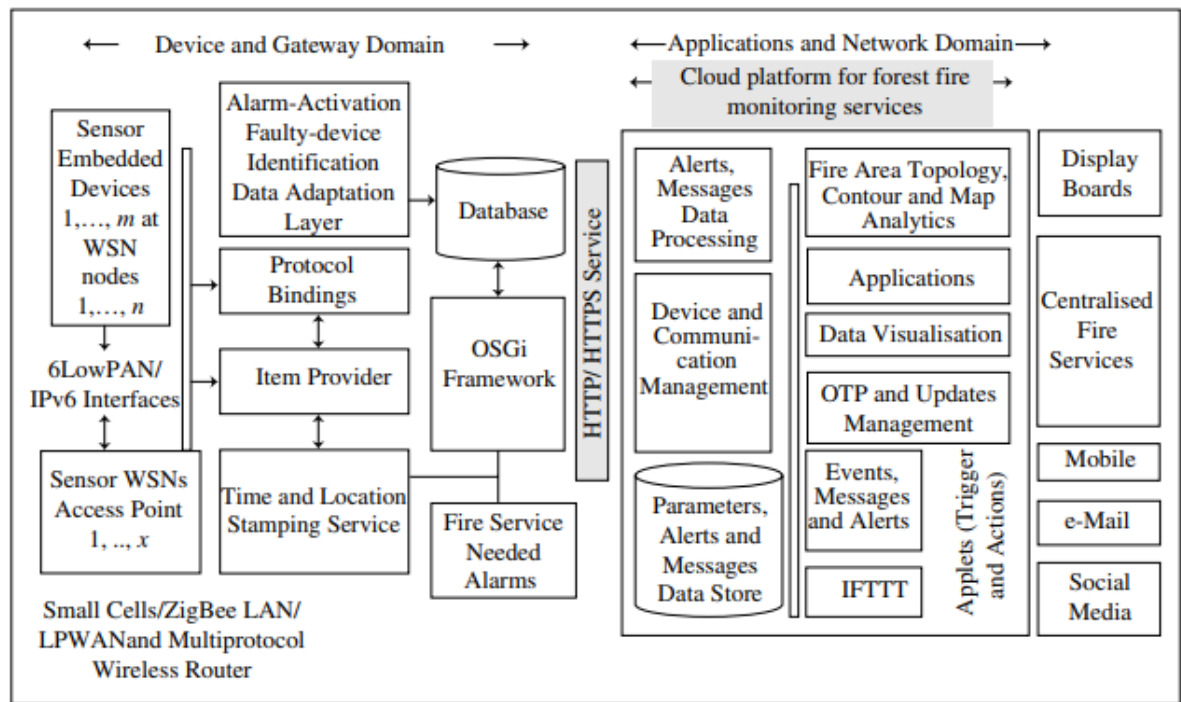 Device and Gateway Domain
Applications and Network Domain
Cloud platform for forest fire
monitoring services
Sensor
Embedded
Devices
1,…, m at
WSN
nodes
1,…, n
6LowPAN/
IPv6 Interfaces
Sensor WSNs
Access Point
1, .., x
Small Cells/ZigBee LAN/
LPWANand Multiprotocol
Wireless Router
Alarm-Activation
Faulty-device
Identification
Data Adaptation
Layer
Protocol
Bindings
Item Provider
Time and Location
Stamping Service
Database
OSGi
Framework
Fire Service
Needed
Alarms
HTTP/ HTTPS Service
Alerts,
Messages
Data
Processing
Device and
Communi-
cation
Management
Parameters,
Alerts and
Messages
Data Store
Fire Area Topology,
Contour and Map
Analytics
Applications
Data Visualisation
OTP and Updates
Management
Events,
Messages
and Alerts
IFTTT
Applets (Trigger
and Actions)
Display
Boards
Centralised
Fire
Services
Mobile
e-Mail
Social
Media